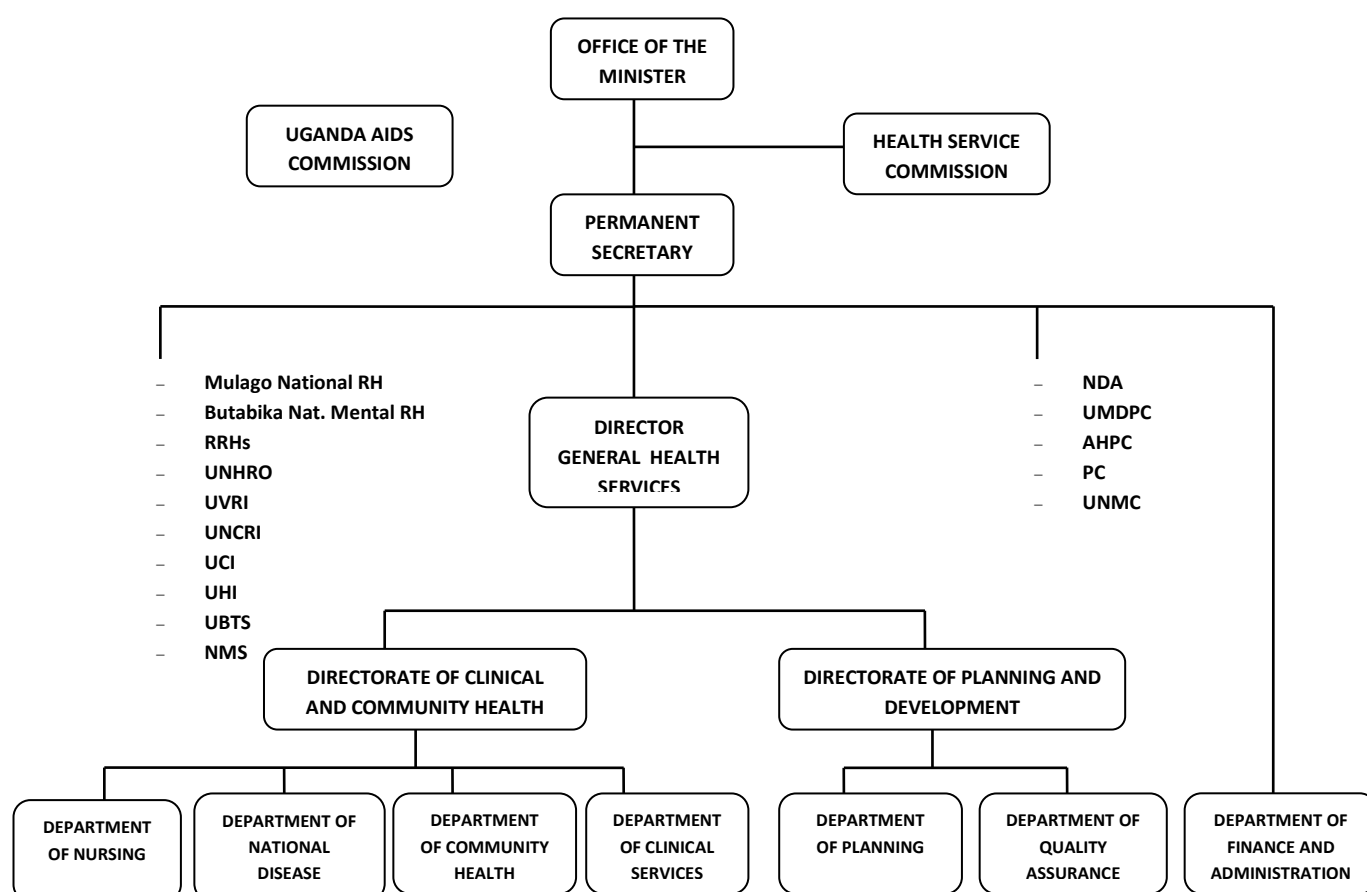 OFFICE OF THE
MINISTER
UGANDA AIDS
COMMISSION
HEALTH SERVICE
COMMISSION
PERMANENT
SECRETARY
– Mulago National RH
– Butabika Nat. Mental RH
– RRHs
– UNHRO
– UVRI
– UNCRI
– UCI
– UHI
– UBTS
– NMS
DIRECTOR
GENERAL HEALTH
SERVICES
– NDA
– UMDPC
– AHPC
– PC
– UNMC
DIRECTORATE OF CLINICAL
AND COMMUNITY HEALTH
DIRECTORATE OF PLANNING AND
DEVELOPMENT
DEPARTMENT
OF NURSING
DEPARTMENT OF
NATIONAL
DISEASE
DEPARTMENT
OF COMMUNITY
HEALTH
DEPARTMENT
OF CLINICAL
SERVICES
DEPARTMENT
OF PLANNING
DEPARTMENT OF
QUALITY
ASSURANCE
DEPARTMENT OF
FINANCE AND
ADMINISTRATION